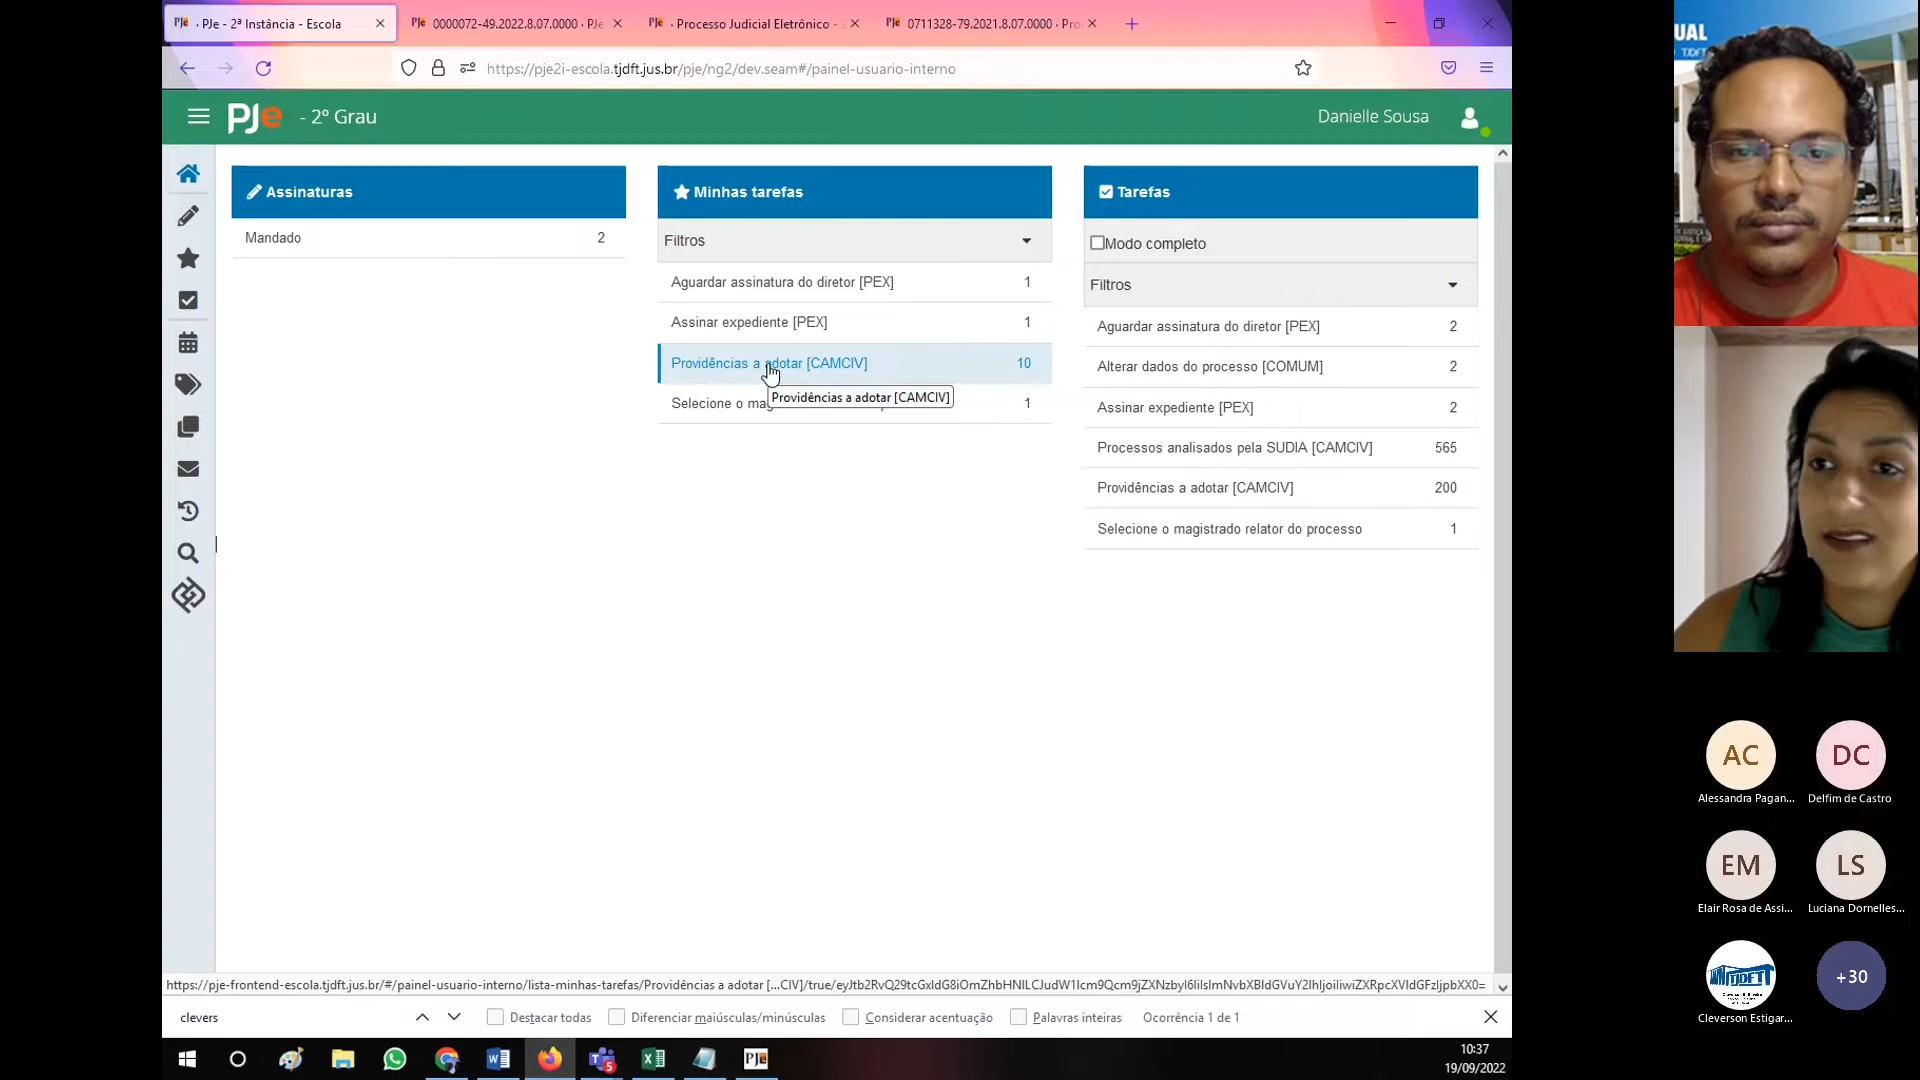 PJe - 2ª Instância - Escola
0000072-49.2022.8.07.0000 · PJe
· Processo Judicial Eletrônico -
0711328-79.2021.8.07.0000 · Pro
https://pje2i-escola.tjdft.jus.br/pje/ng2/dev.seam#/painel-usuario-interno
PJe - 2º Grau
Danielle Sousa
Assinaturas
Mandado 2
Minhas tarefas
Filtros
Aguardar assinatura do diretor [PEX] 1
Assinar expediente [PEX] 1
Providências a adotar [CAMCIV] 10
Providências a adotar [CAMCIV]
Selecione o mag 1
Tarefas
Modo completo
Filtros
Aguardar assinatura do diretor [PEX] 2
Alterar dados do processo [COMUM] 2
Assinar expediente [PEX] 2
Processos analisados pela SUDIA [CAMCIV] 565
Providências a adotar [CAMCIV] 200
Selecione o magistrado relator do processo 1
clevers
Destacar todas
Diferenciar maiúsculas/minúsculas
Considerar acentuação
Palavras inteiras
Ocorrência 1 de 1
5
PJe
10:37
19/09/2022
UAL
TJDFT
AC
Alessandra Pagan...
DC
Delfim de Castro
EM
Elair Rosa de Assi...
LS
Luciana Dornelles...
TJDFT
Cleverson Estigar...
+30